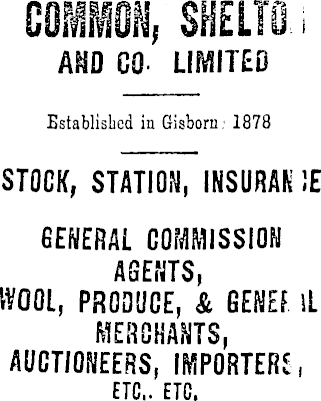 COMMON, SHELTO
AND CO. LIMITED
Established in Gisborn 1878
STOCK, STATION, INSURANCE
GENERAL COMMISSION
AGENTS,
WOOL, PRODUCE, & GENERAL
MERCHANTS,
AUCTIONEERS, IMPORTERS,
ETC., ETC,